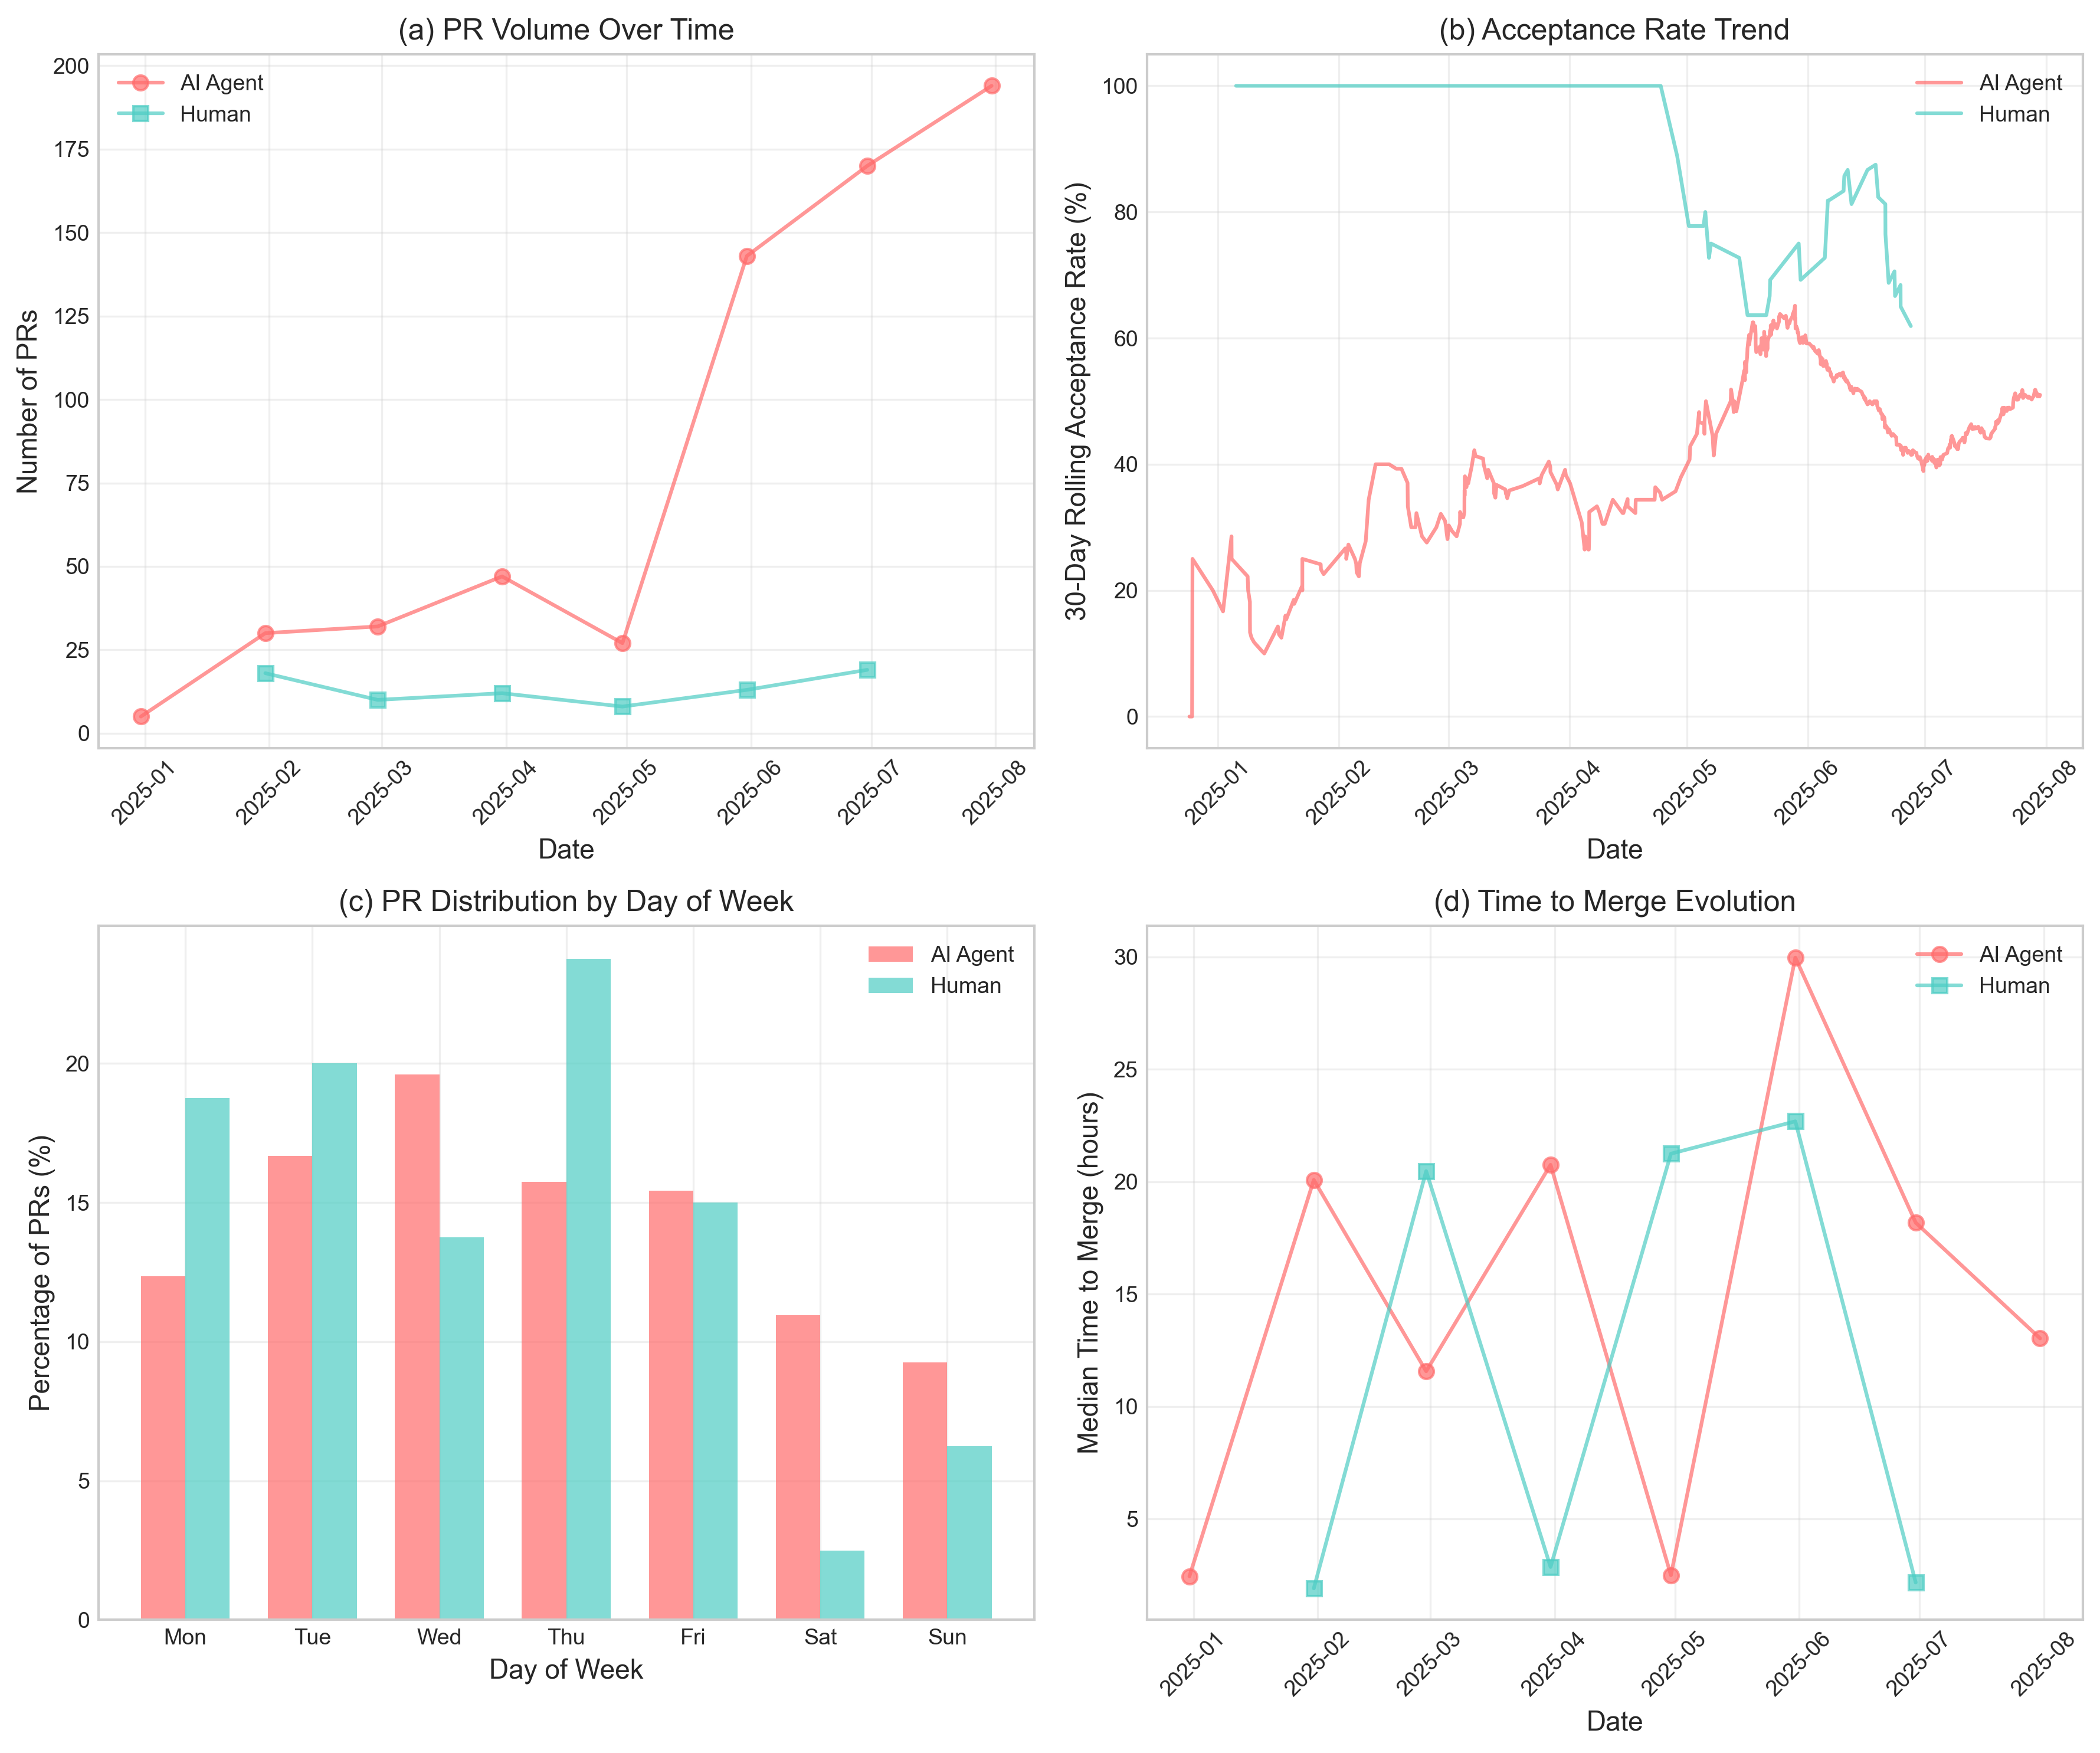 (a) PR Volume Over Time
AI Agent
Human
Number of PRs
200
175
150
125
100
75
50
25
0
2025-01
2025-02
2025-03
2025-04
2025-05
2025-06
2025-07
2025-08
Date
(b) Acceptance Rate Trend
AI Agent
Human
30-Day Rolling Acceptance Rate (%)
100
80
60
40
20
0
2025-01
2025-02
2025-03
2025-04
2025-05
2025-06
2025-07
2025-08
Date
(c) PR Distribution by Day of Week
AI Agent
Human
Percentage of PRs (%)
20
15
10
5
0
Mon
Tue
Wed
Thu
Fri
Sat
Sun
Day of Week
(d) Time to Merge Evolution
AI Agent
Human
Median Time to Merge (hours)
30
25
20
15
10
5
2025-01
2025-02
2025-03
2025-04
2025-05
2025-06
2025-07
2025-08
Date